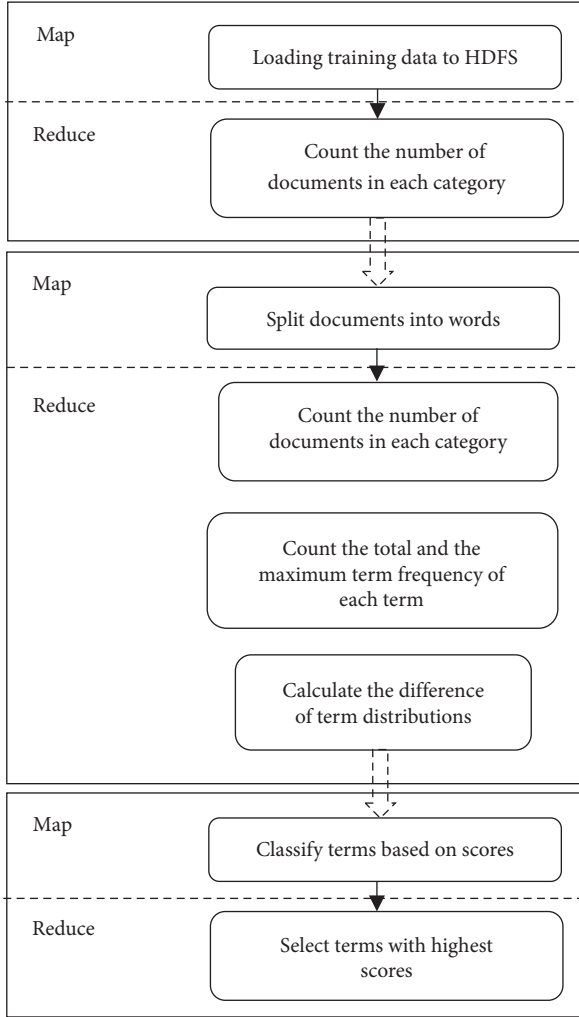 Map
Loading training data to HDFS
Reduce
Count the number of
documents in each category
Map
Split documents into words
Reduce
Count the number of
documents in each category
Count the total and the
maximum term frequency of
each term
Calculate the difference
of term distributions
Map
Classify terms based on scores
Reduce
Select terms with highest
scores